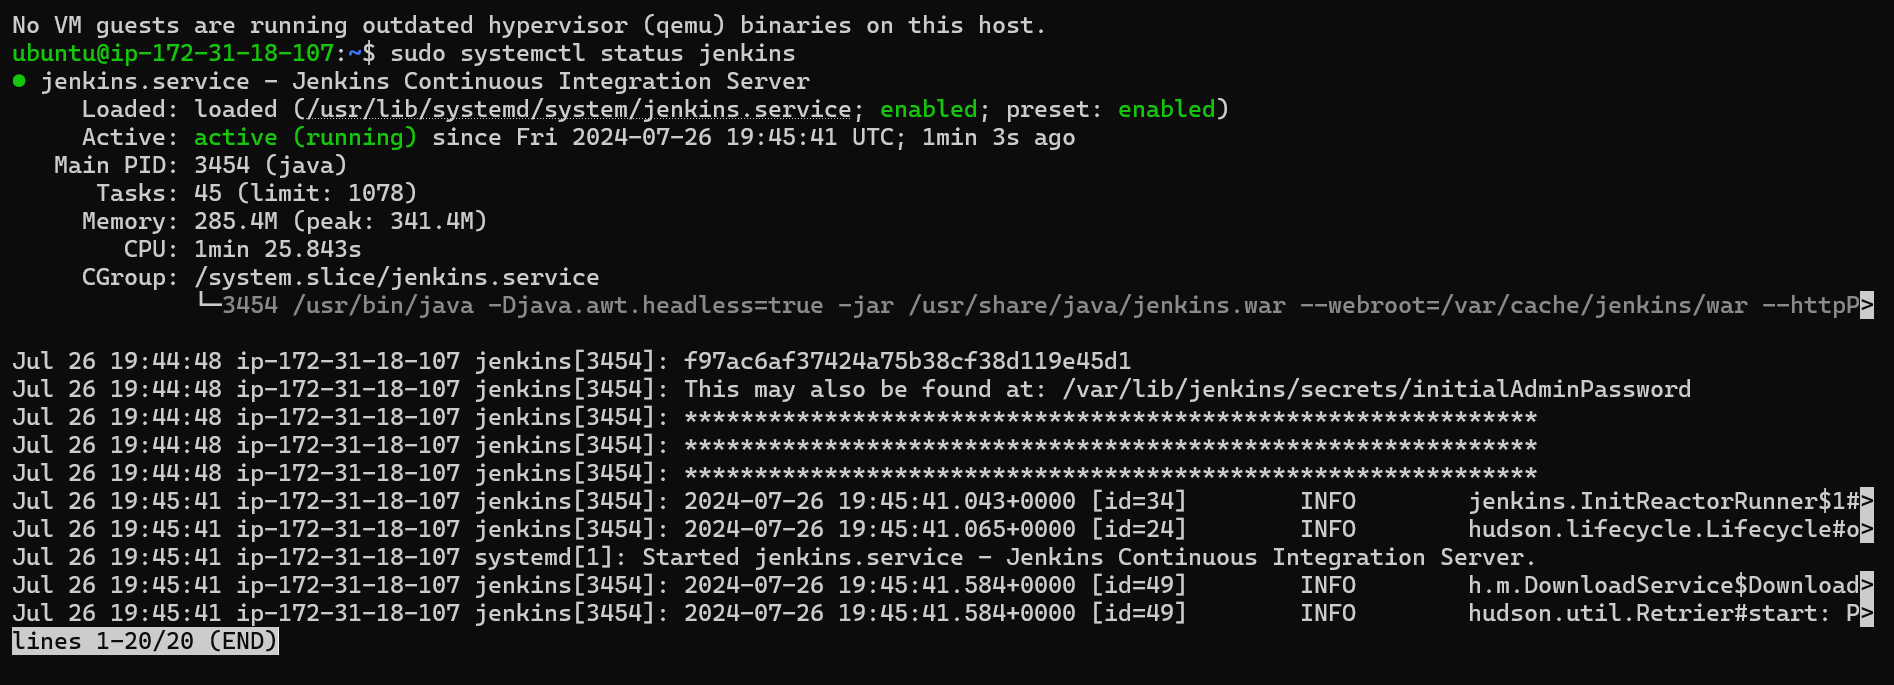 No VM guests are running outdated hypervisor (qemu) binaries on this host.
ubuntu@ip-172-31-18-107:~$ sudo systemctl status jenkins
● jenkins.service - Jenkins Continuous Integration Server
Loaded: loaded (/usr/lib/systemd/system/jenkins.service; enabled; preset: enabled)
Active: active (running) since Fri 2024-07-26 19:45:41 UTC; 1min 3s ago
Main PID: 3454 (java)
Tasks: 45 (limit: 1078)
Memory: 285.4M (peak: 341.4M)
CPU: 1min 25.843s
CGroup: /system.slice/jenkins.service
└─3454 /usr/bin/java -Djava.awt.headless=true -jar /usr/share/java/jenkins.war --webroot=/var/cache/jenkins/war --httpP>
Jul 26 19:44:48 ip-172-31-18-107 jenkins[3454]: f97ac6af37424a75b38cf38d119e45d1
Jul 26 19:44:48 ip-172-31-18-107 jenkins[3454]: This may also be found at: /var/lib/jenkins/secrets/initialAdminPassword
Jul 26 19:44:48 ip-172-31-18-107 jenkins[3454]: *************************************************************
Jul 26 19:44:48 ip-172-31-18-107 jenkins[3454]: *************************************************************
Jul 26 19:44:48 ip-172-31-18-107 jenkins[3454]: *************************************************************
Jul 26 19:45:41 ip-172-31-18-107 jenkins[3454]: 2024-07-26 19:45:41.043+0000 [id=34]        INFO        jenkins.InitReactorRunner$1#>
Jul 26 19:45:41 ip-172-31-18-107 jenkins[3454]: 2024-07-26 19:45:41.065+0000 [id=24]        INFO        hudson.lifecycle.Lifecycle#o>
Jul 26 19:45:41 ip-172-31-18-107 systemd[1]: Started jenkins.service - Jenkins Continuous Integration Server.
Jul 26 19:45:41 ip-172-31-18-107 jenkins[3454]: 2024-07-26 19:45:41.584+0000 [id=49]        INFO        h.m.DownloadService$Download>
Jul 26 19:45:41 ip-172-31-18-107 jenkins[3454]: 2024-07-26 19:45:41.584+0000 [id=49]        INFO        hudson.util.Retrier#start: P>
lines 1-20/20 (END)